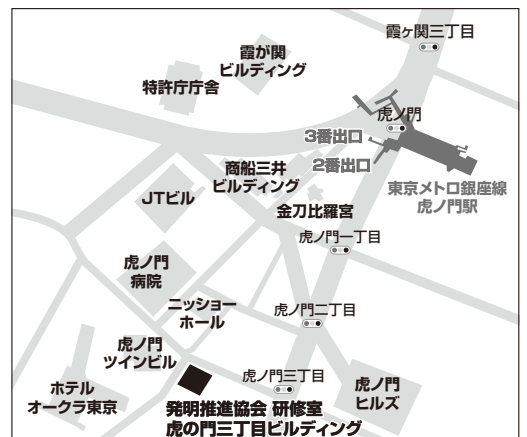 霞ヶ関三丁目
霞が関
ビルディング
特許庁庁舎
虎ノ門
3番出口
2番出口
商船三井
ビルディング
東京メトロ銀座線
虎ノ門駅
JTビル
金刀比羅宮
虎ノ門一丁目
虎ノ門
病院
ニッショー
ホール
虎ノ門二丁目
虎ノ門
ツインビル
虎ノ門三丁目
虎ノ門
ヒルズ
ホテル
オークラ東京
発明推進協会 研修室
虎の門三丁目ビルディング